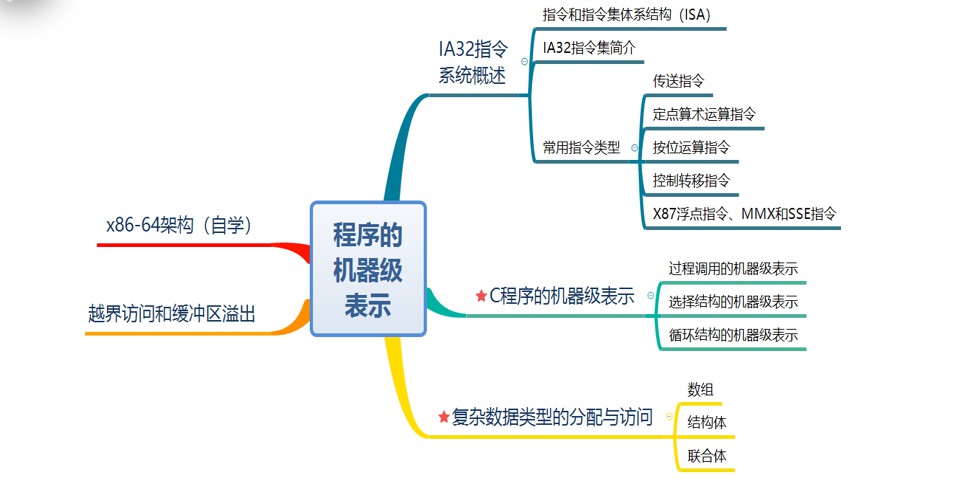 程序的
机器级
表示
IA32指令
系统概述
指令和指令集体系结构（ISA）
IA32指令集简介
常用指令类型
传送指令
定点算术运算指令
按位运算指令
控制转移指令
X87浮点指令、MMX和SSE指令
C程序的机器级表示
过程调用的机器级表示
选择结构的机器级表示
循环结构的机器级表示
复杂数据类型的分配与访问
数组
结构体
联合体
x86-64架构（自学）
越界访问和缓冲区溢出